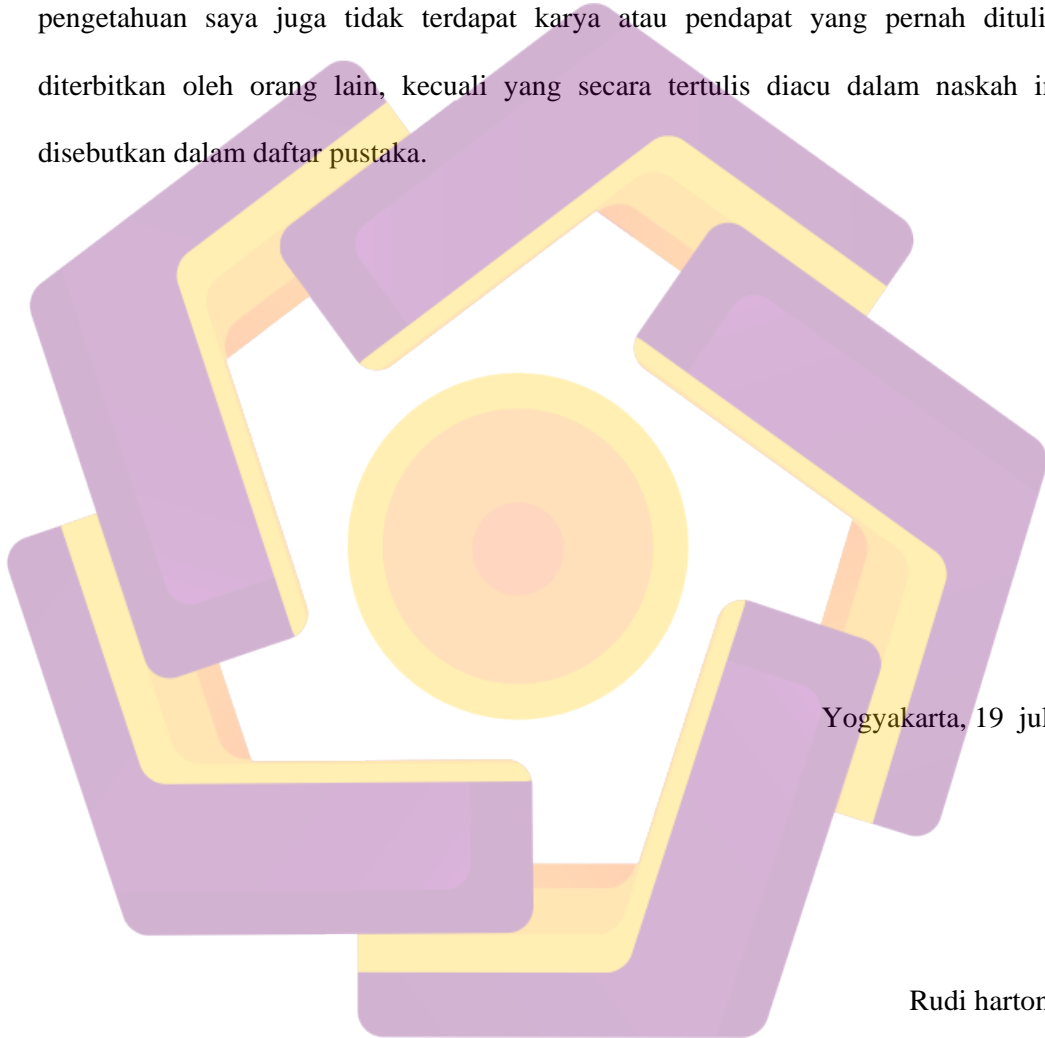 pengetahuan saya juga tidak terdapat karya atau pendapat yang pernah dituli
diterbitkan oleh orang lain, kecuali yang secara tertulis diacu dalam naskah in
disebutkan dalam daftar pustaka.
Yogyakarta, 19 jul
Rudi harton